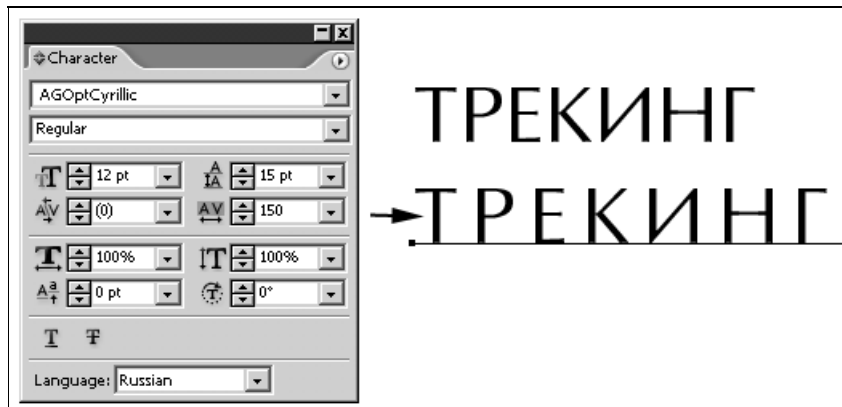 Character
AGOptCyrillic
Regular
12 pt
15 pt
(0)
150
100%
100%
0 pt
0°
Language: Russian
ТРЕКИНГ
ТРЕКИНГ